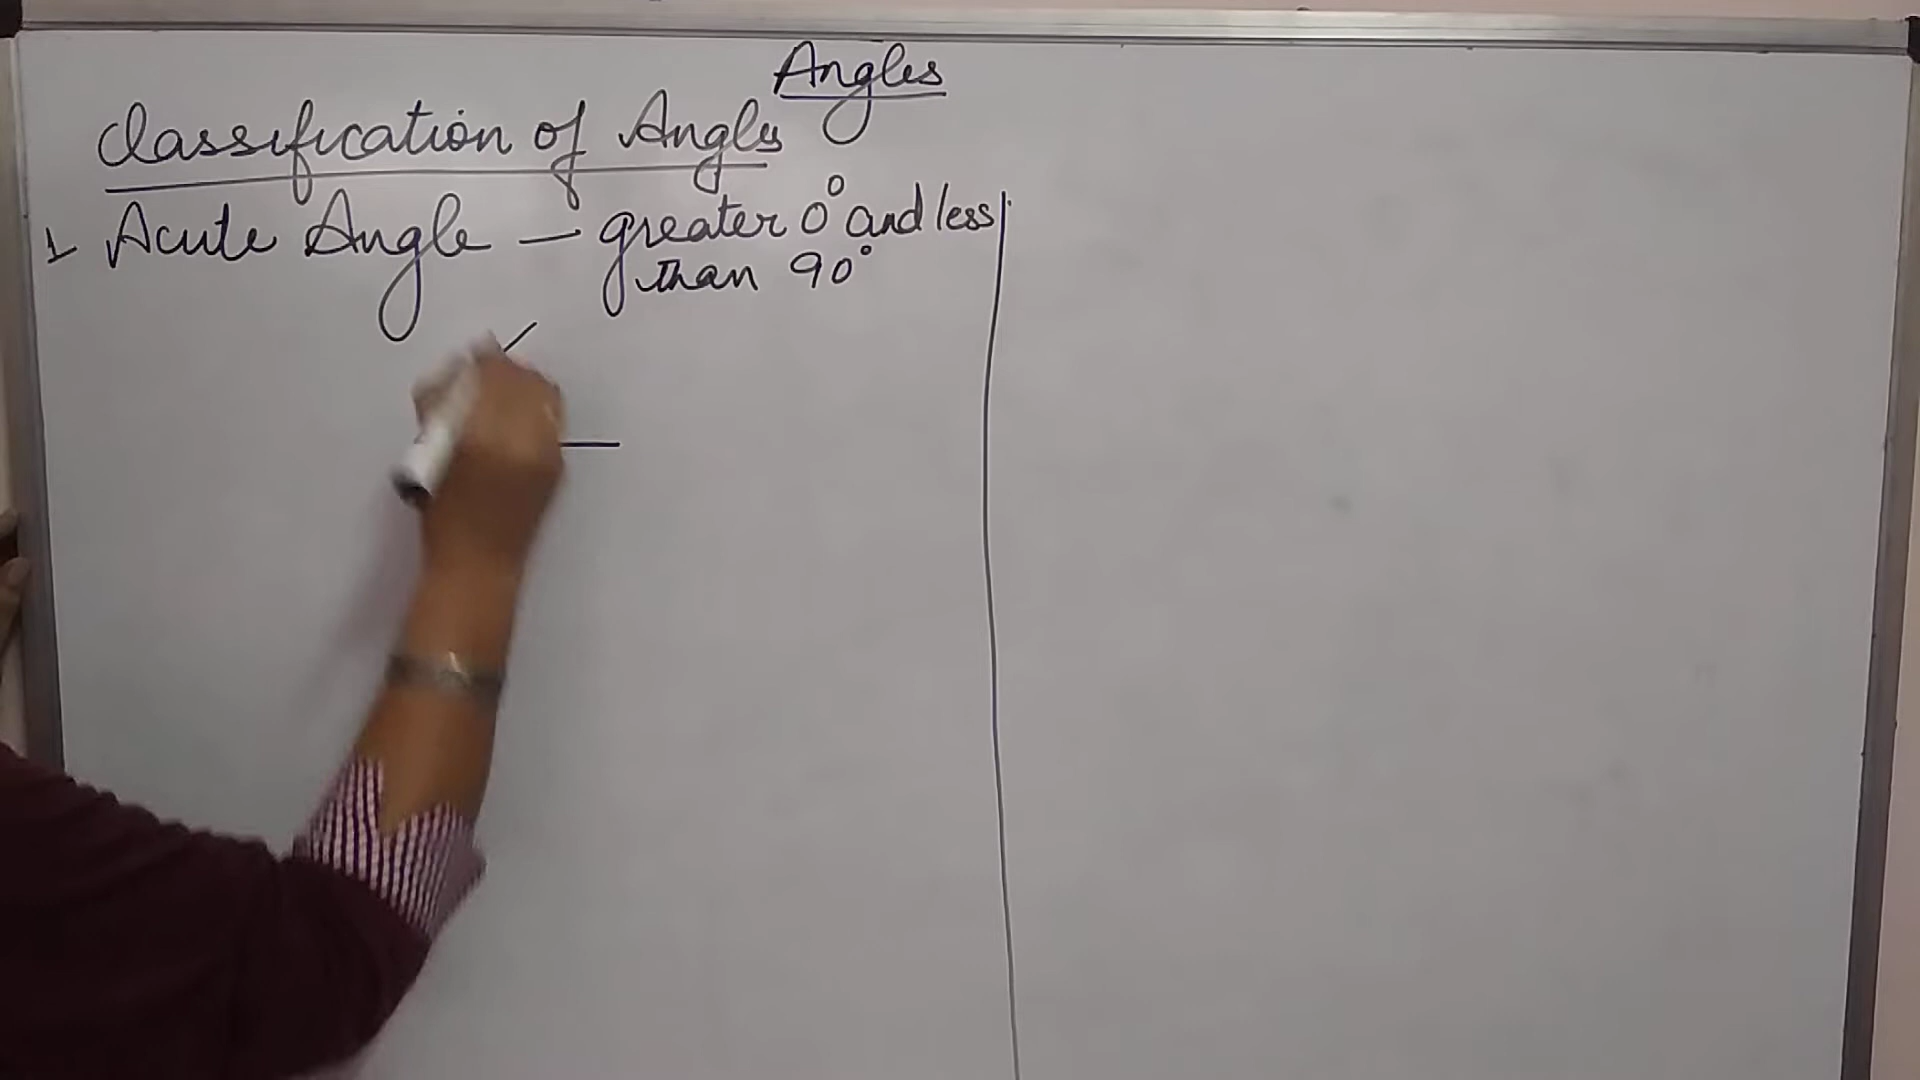 Angles
Classification of Angles
1 Acute Angle — greater 0° and less
than 90°